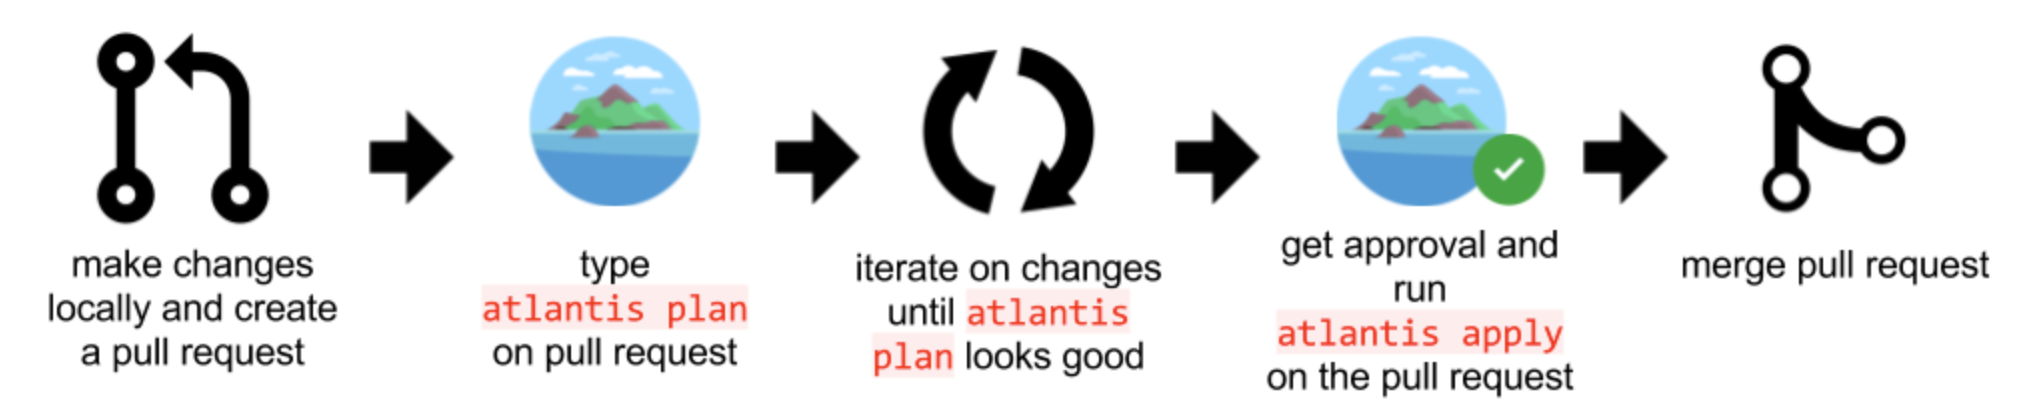 make changes
locally and create
a pull request
type
atlantis plan
on pull request
iterate on changes
until atlantis
plan looks good
get approval and
run
atlantis apply
on the pull request
merge pull request